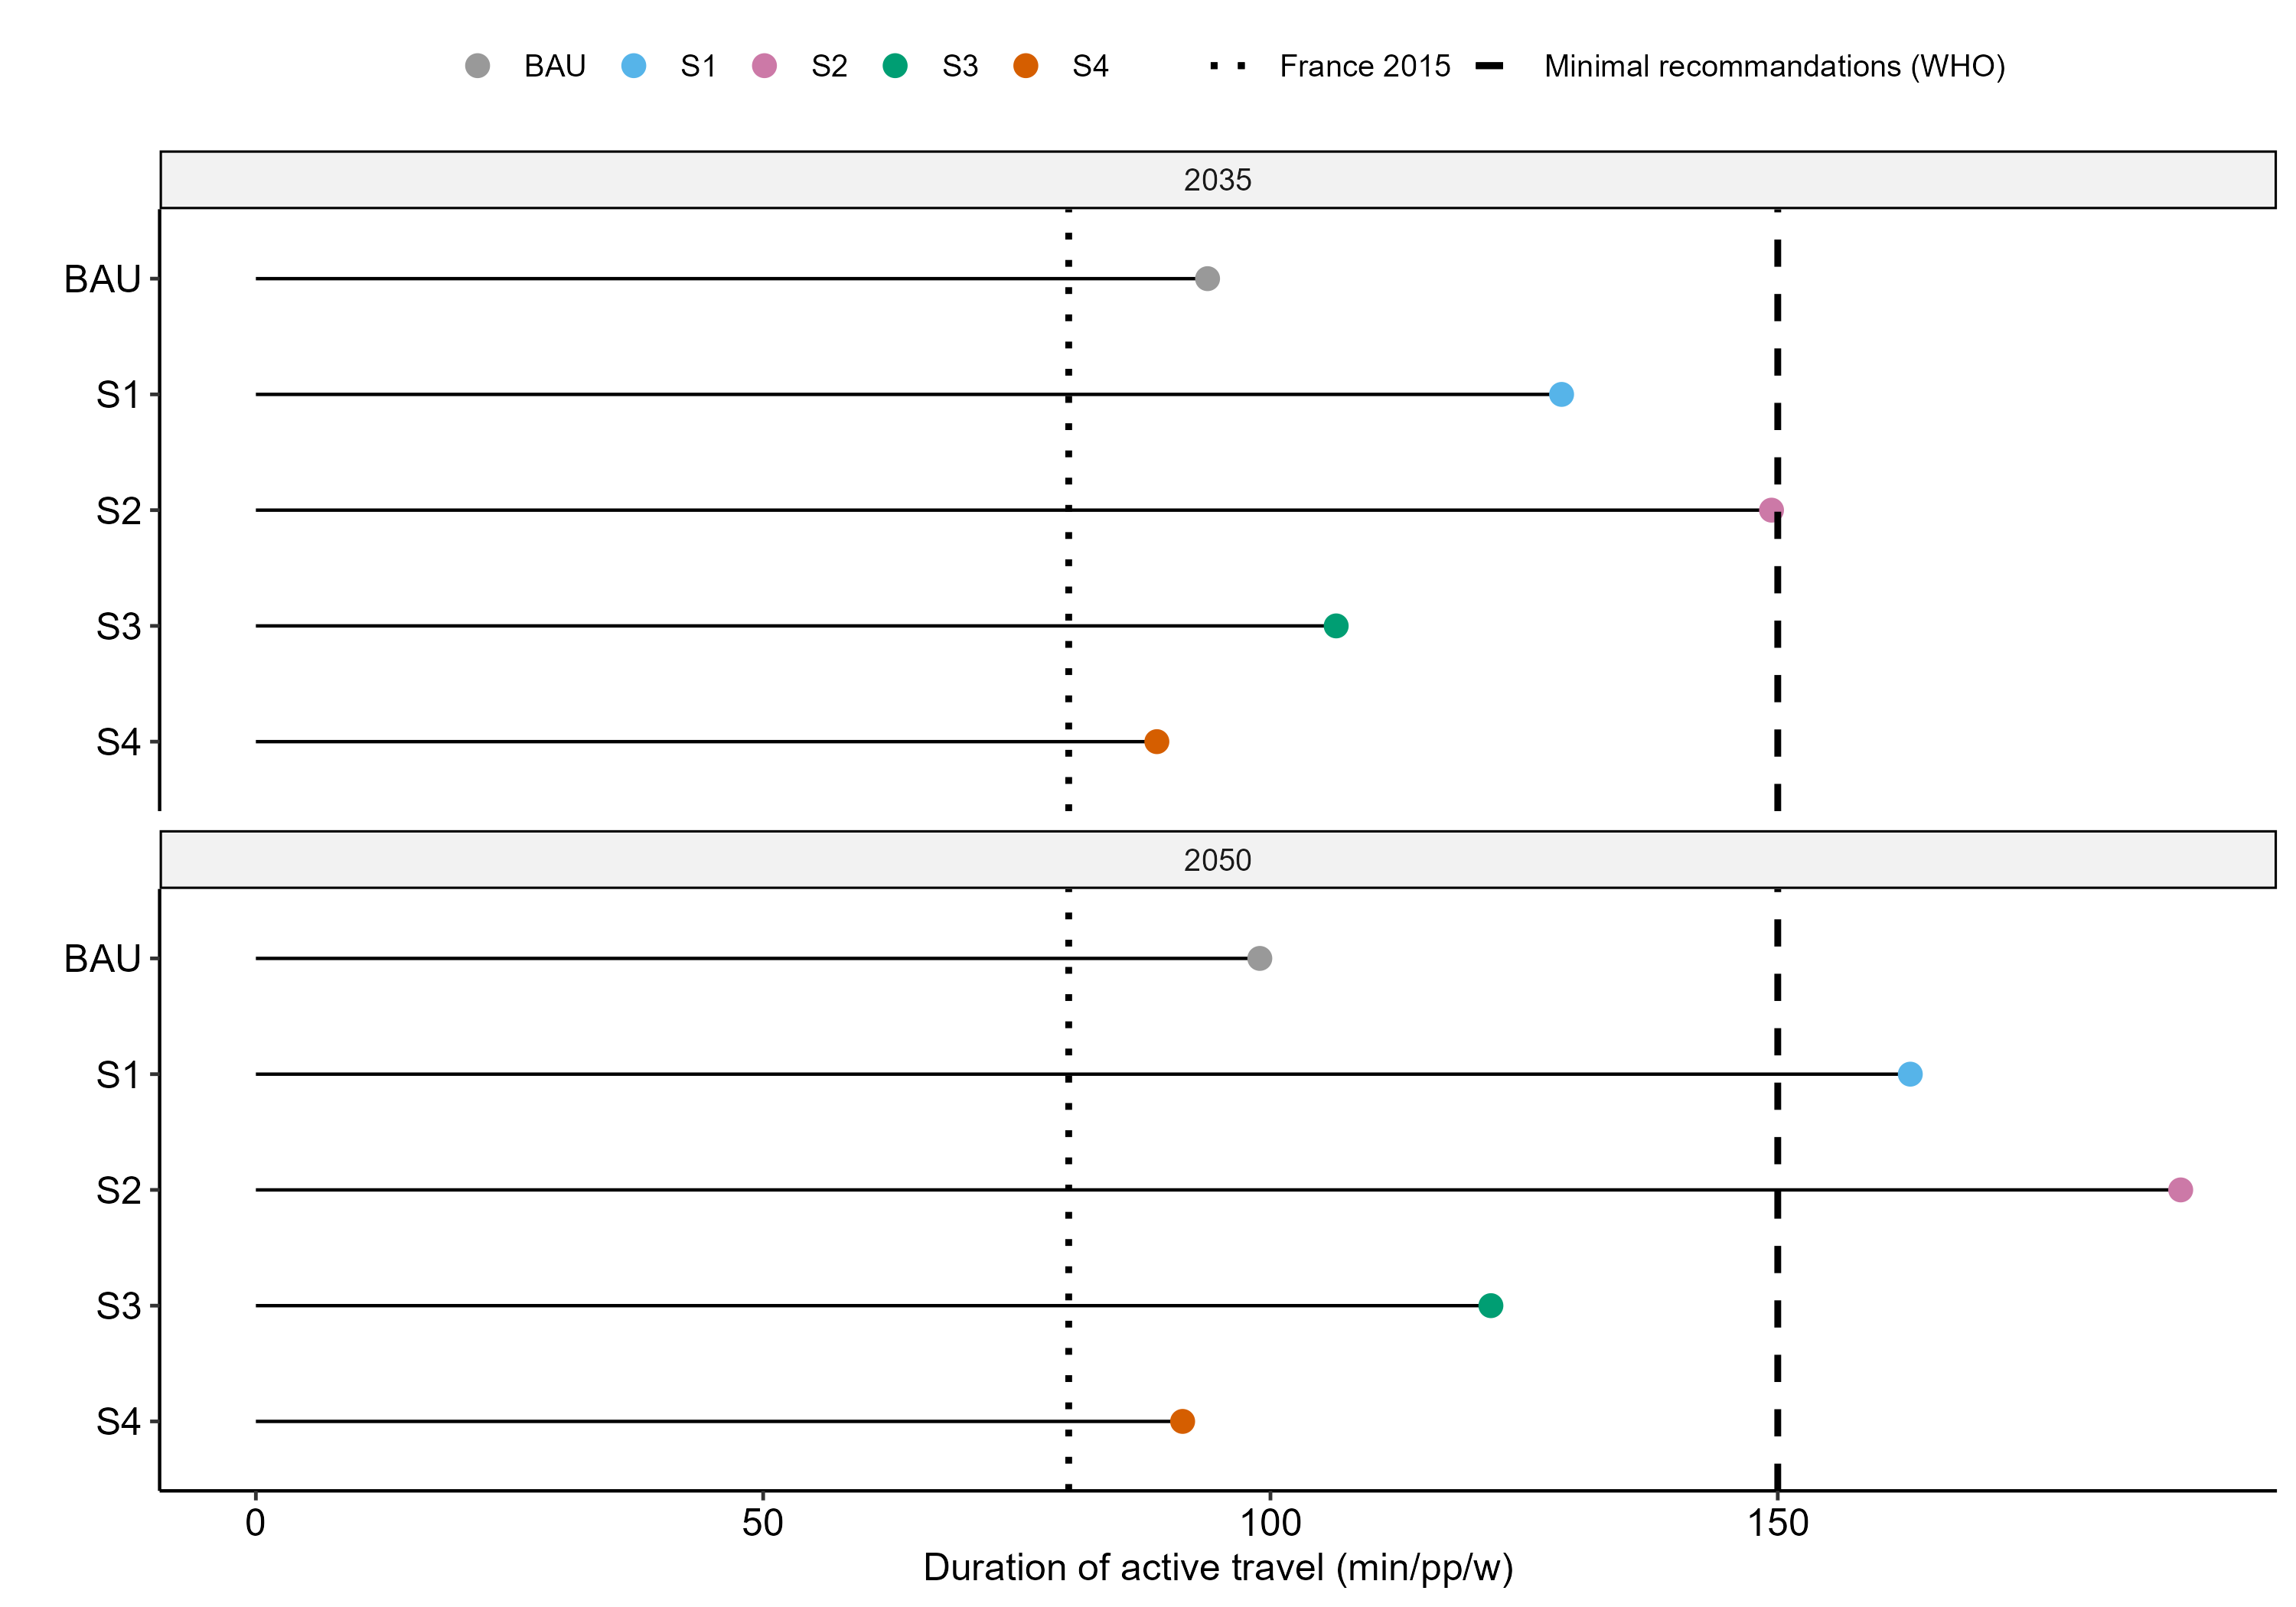 BAU S1 S2 S3 S4 France 2015 Minimal recommandations (WHO)
2035
BAU
S1
S2
S3
S4
2050
BAU
S1
S2
S3
S4
0 50 100 150
Duration of active travel (min/pp/w)